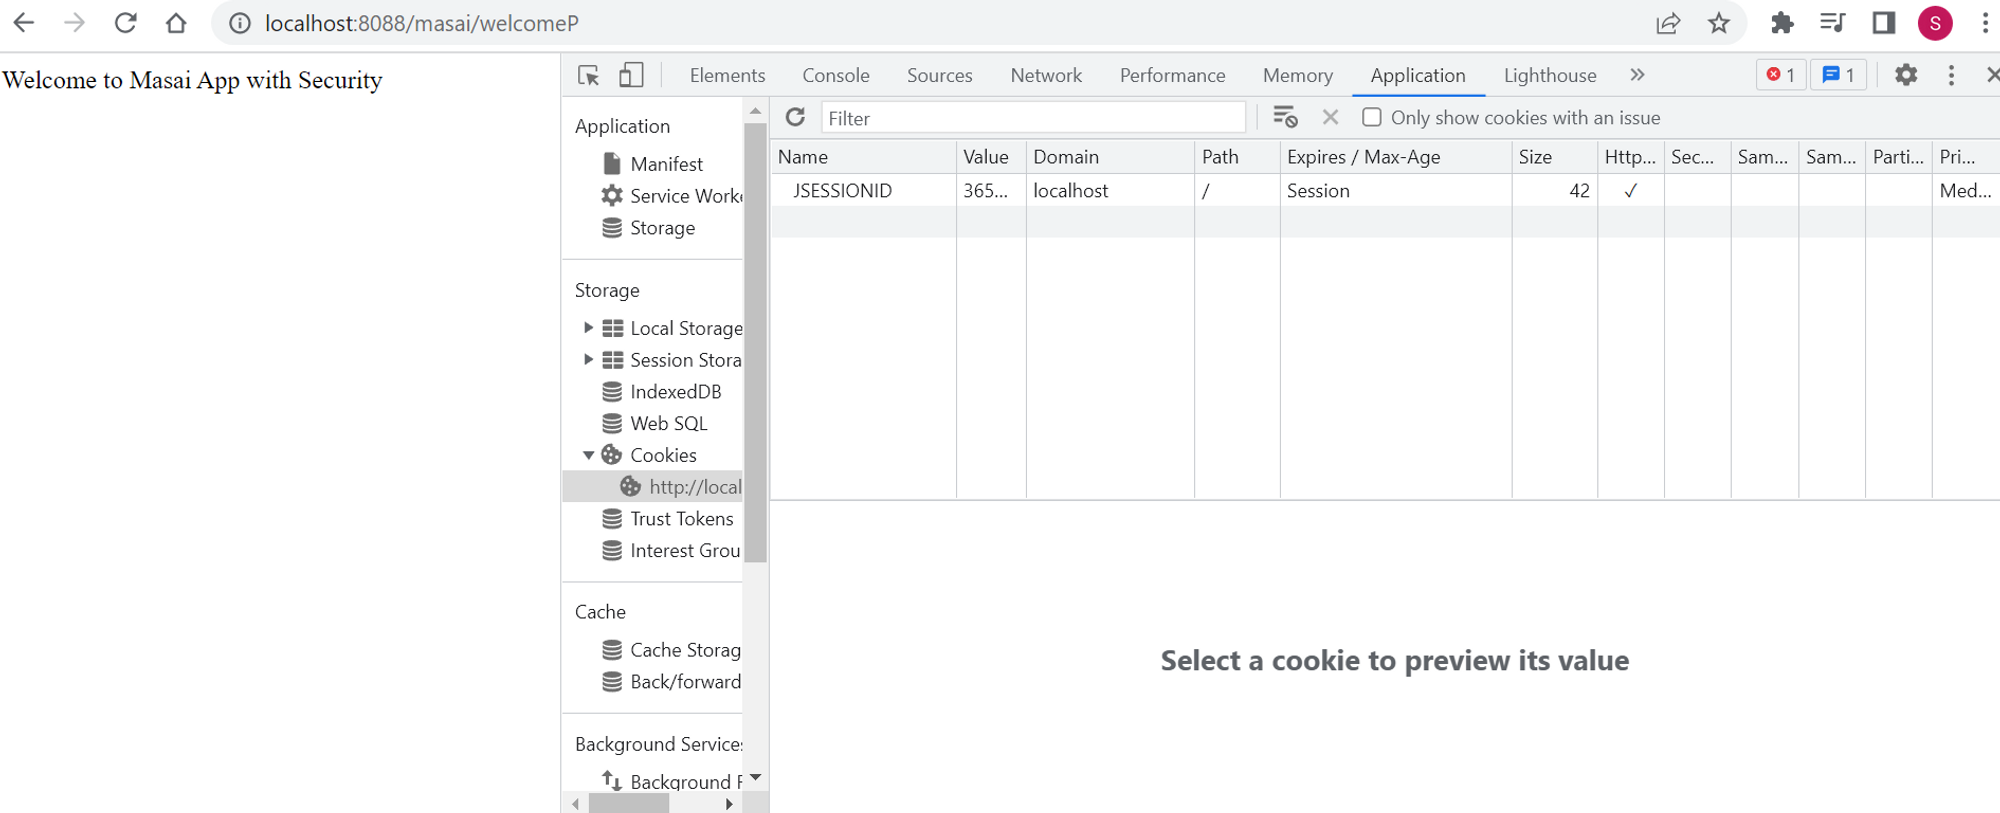 localhost:8088/masai/welcomeP
S
Welcome to Masai App with Security
Elements Console Sources Network Performance Memory Application Lighthouse » 1 1
Application
Manifest
Service Worke
Storage
Storage
Local Storage
Session Stora
IndexedDB
Web SQL
Cookies
http://local
Trust Tokens
Interest Grou
Cache
Cache Storag
Back/forward
Background Services
Background F
Filter Only show cookies with an issue
Name Value Domain Path Expires / Max-Age Size Http... Sec... Sam... Sam... Parti... Pri...
JSESSIONID 365... localhost / Session 42 ✓ Med...
Select a cookie to preview its value